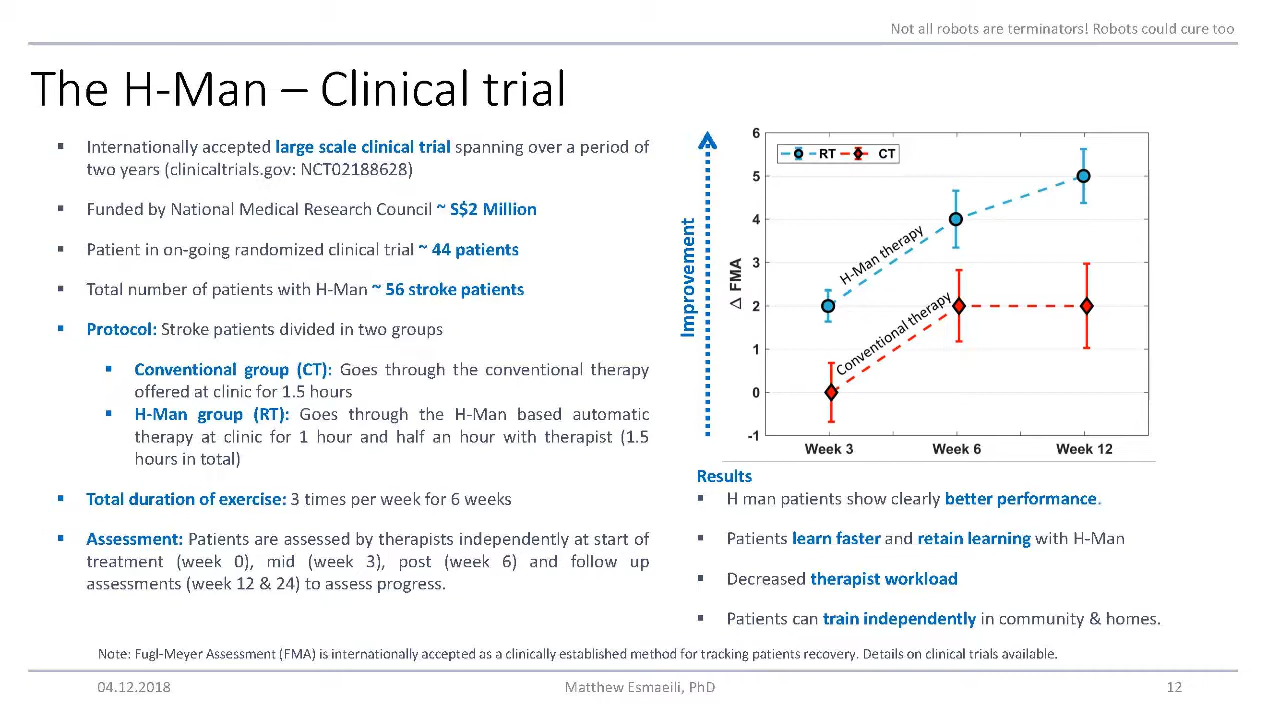 Not all robots are terminators! Robots could cure too
The H-Man – Clinical trial
▪ Internationally accepted large scale clinical trial spanning over a period of
two years (clinicaltrials.gov: NCT02188628)
▪ Funded by National Medical Research Council ~ S$2 Million
▪ Patient in on-going randomized clinical trial ~ 44 patients
▪ Total number of patients with H-Man ~ 56 stroke patients
▪ Protocol: Stroke patients divided in two groups
▪ Conventional group (CT): Goes through the conventional therapy
offered at clinic for 1.5 hours
▪ H-Man group (RT): Goes through the H-Man based automatic
therapy at clinic for 1 hour and half an hour with therapist (1.5
hours in total)
▪ Total duration of exercise: 3 times per week for 6 weeks
▪ Assessment: Patients are assessed by therapists independently at start of
treatment (week 0), mid (week 3), post (week 6) and follow up
assessments (week 12 & 24) to assess progress.
Improvement
Δ FMA
6
5
4
3
2
1
0
-1
RT CT
H-Man therapy
Conventional therapy
Week 3 Week 6 Week 12
Results
▪ H man patients show clearly better performance.
▪ Patients learn faster and retain learning with H-Man
▪ Decreased therapist workload
▪ Patients can train independently in community & homes.
Note: Fugl-Meyer Assessment (FMA) is internationally accepted as a clinically established method for tracking patients recovery. Details on clinical trials available.
04.12.2018 Matthew Esmaeili, PhD 12